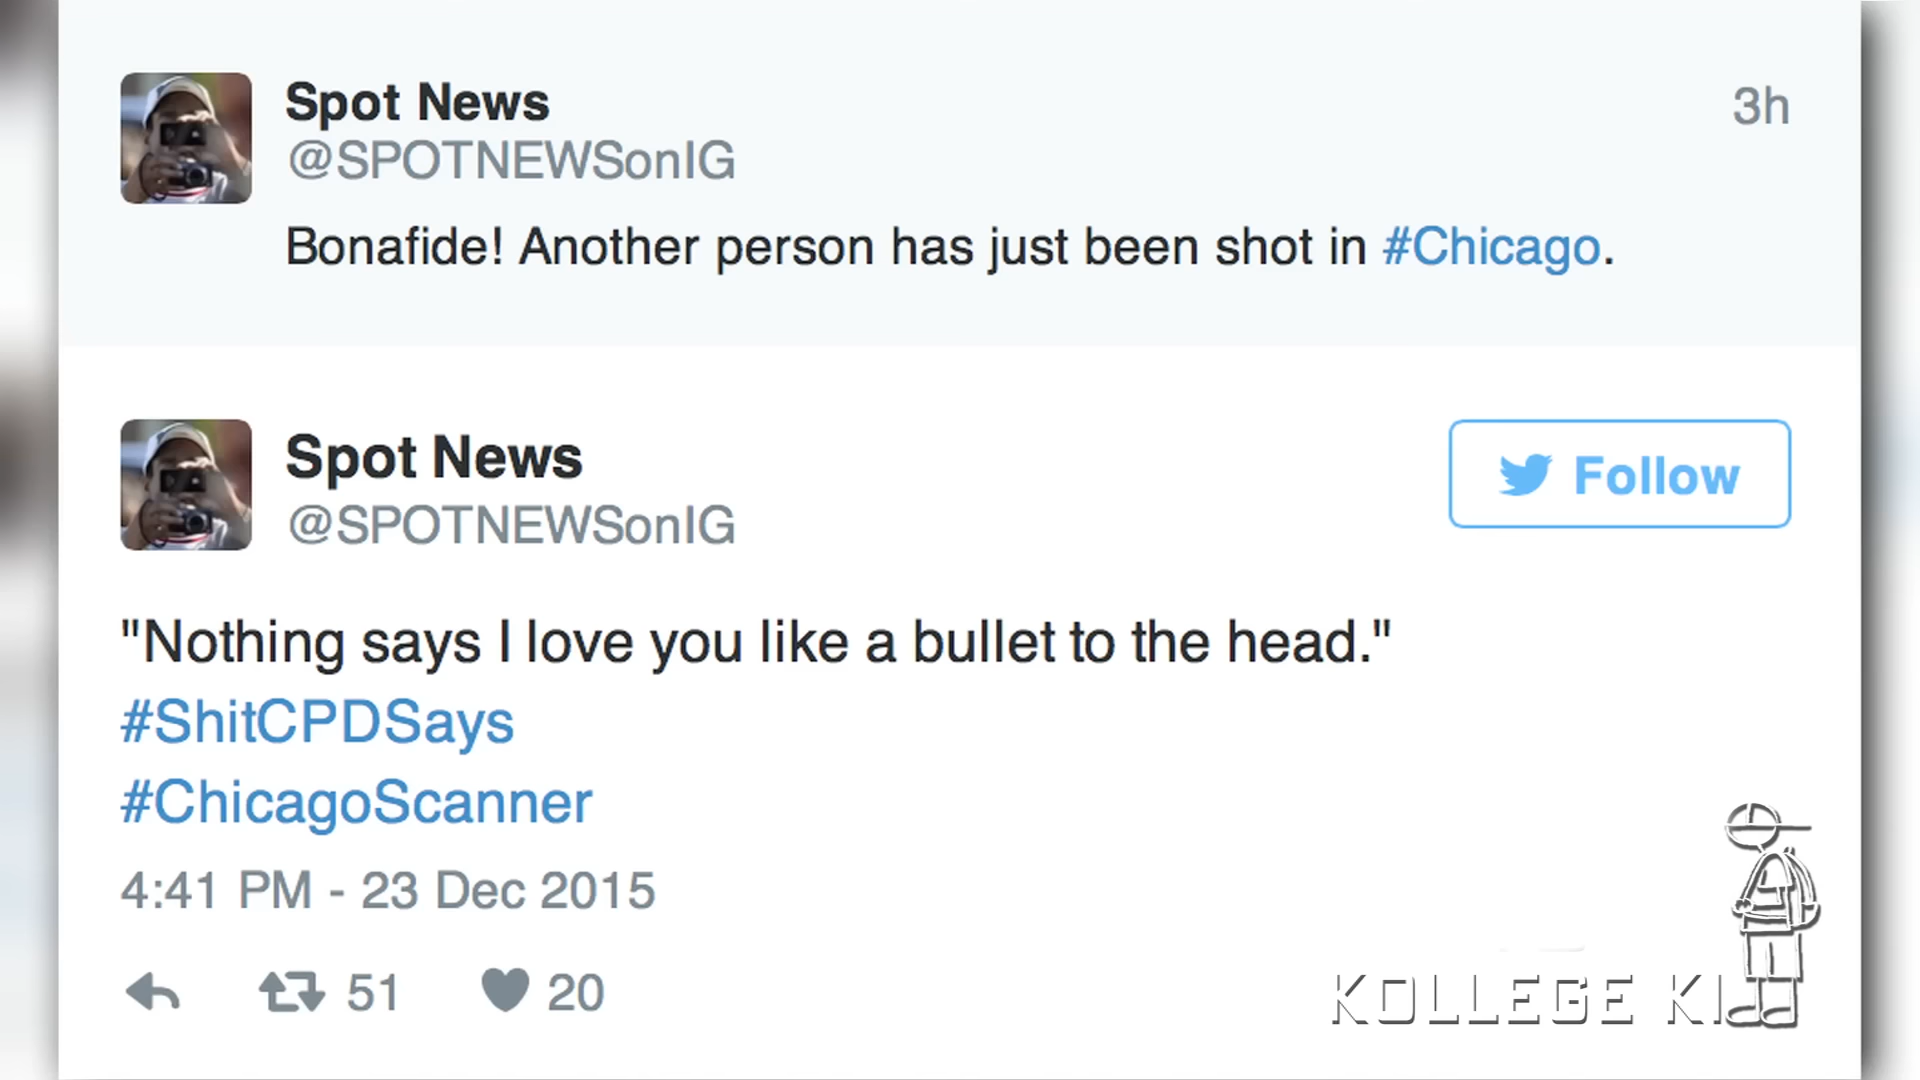 Spot News
3h
@SPOTNEWSonIG
Bonafide! Another person has just been shot in #Chicago.
Spot News
Follow
@SPOTNEWSonIG
"Nothing says I love you like a bullet to the head."
#ShitCPDSays
#ChicagoScanner
4:41 PM - 23 Dec 2015
51
20
KOLLEGE KI